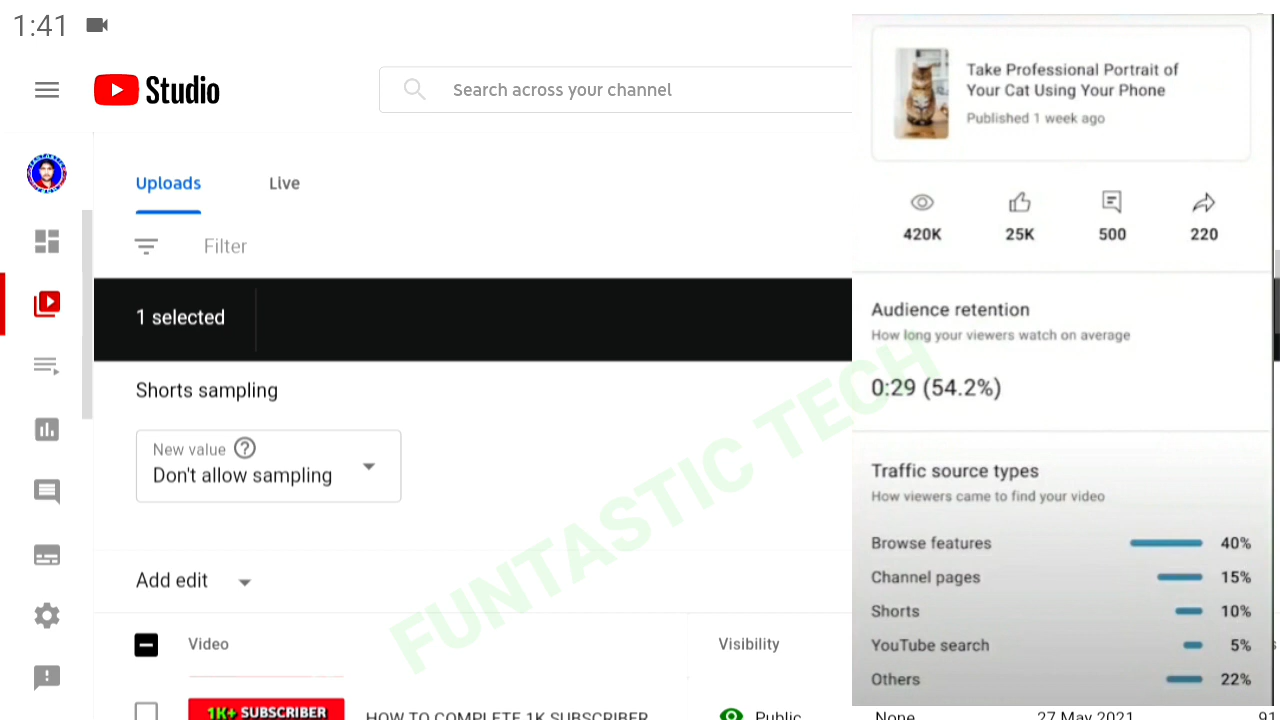 1:41
Studio
Search across your channel
Uploads
Live
Filter
1 selected
Shorts sampling
New value
Don't allow sampling
Add edit
Video
Visibility
1K+ SUBSCRIBER
HOW TO COMPLETE 1K SUBSCRIBER
Public
None
27 May 2021
91
FUNTASTIC TECH
Take Professional Portrait of
Your Cat Using Your Phone
Published 1 week ago
420K
25K
500
220
Audience retention
How long your viewers watch on average
0:29 (54.2%)
Traffic source types
How viewers came to find your video
Browse features 40%
Channel pages 15%
Shorts 10%
YouTube search 5%
Others 22%